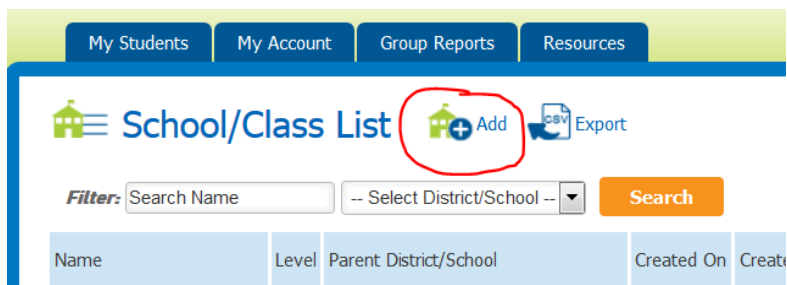 My Students My Account Group Reports Resources
School/Class List Add CSV Export
Filter: Search Name -- Select District/School -- Search
Name Level Parent District/School Created On Create